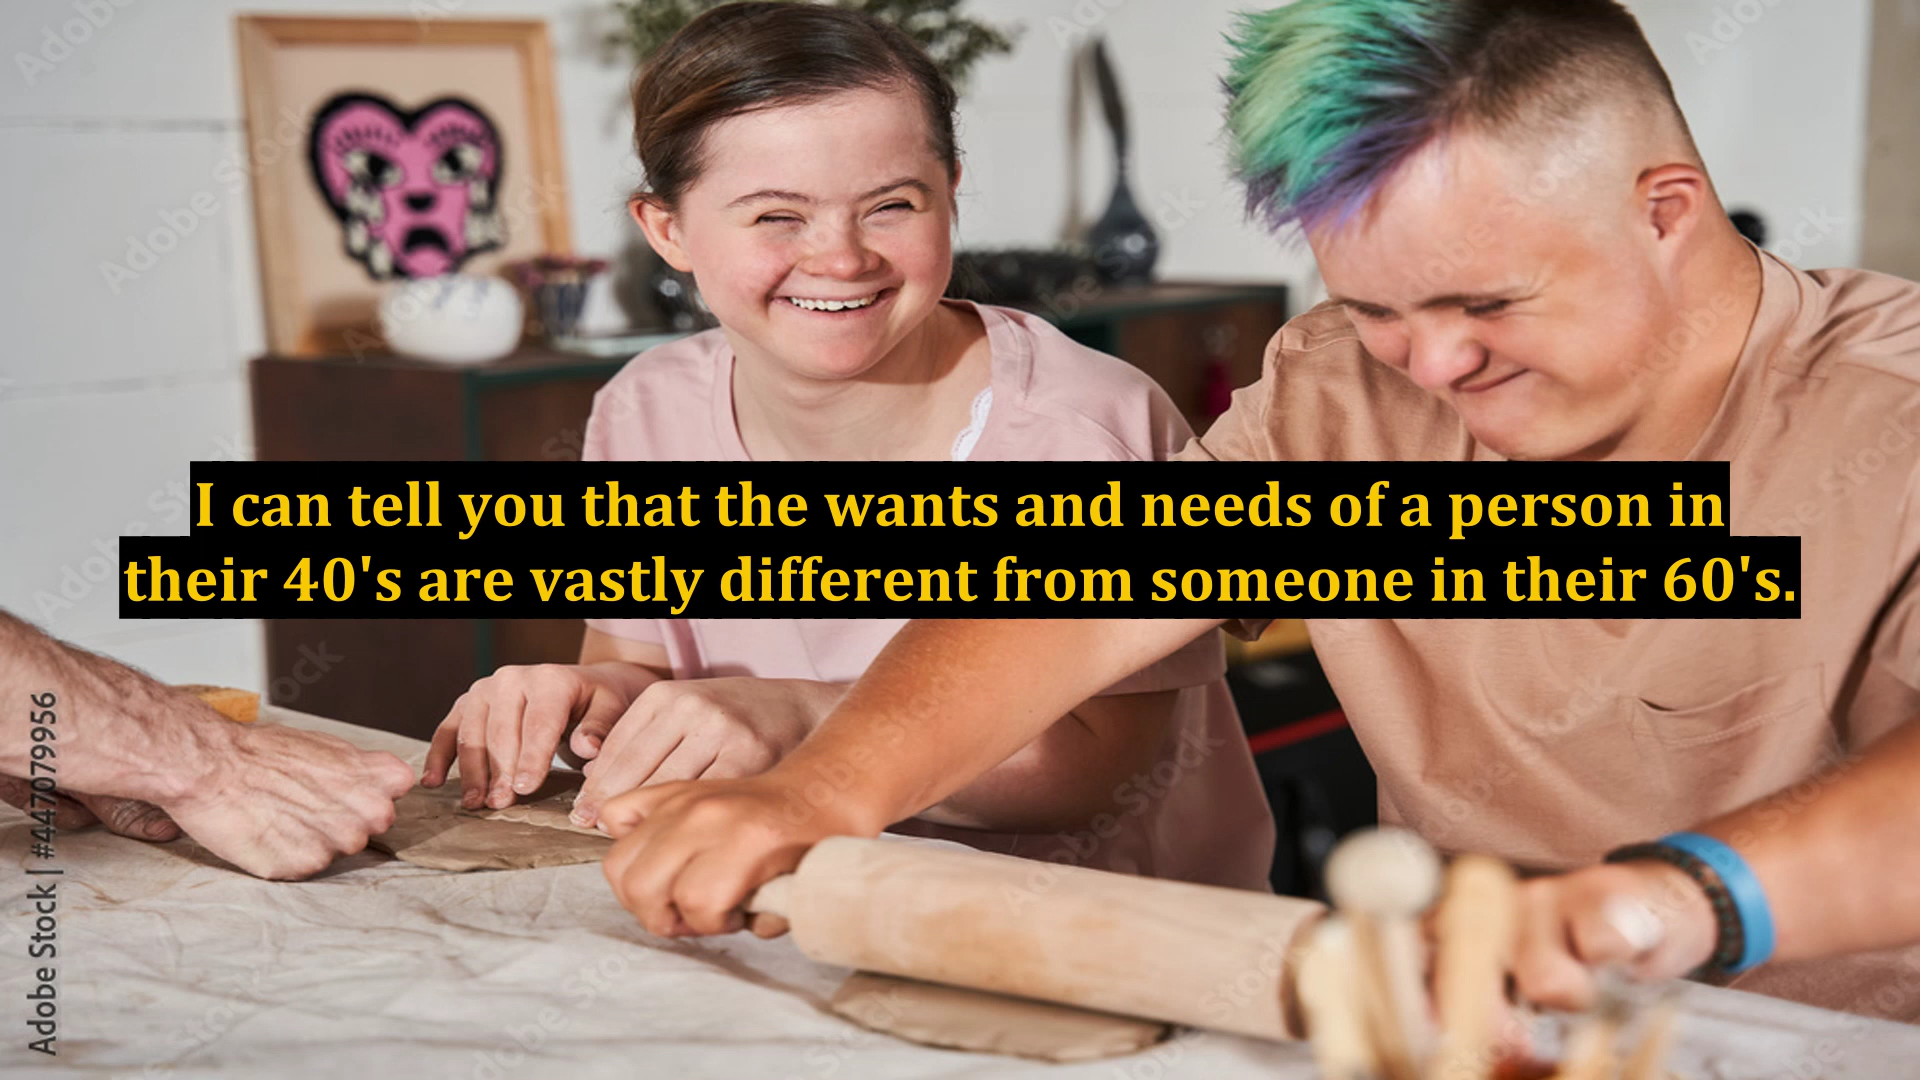 I can tell you that the wants and needs of a person in
their 40's are vastly different from someone in their 60's.
Adobe Stock | #447079956